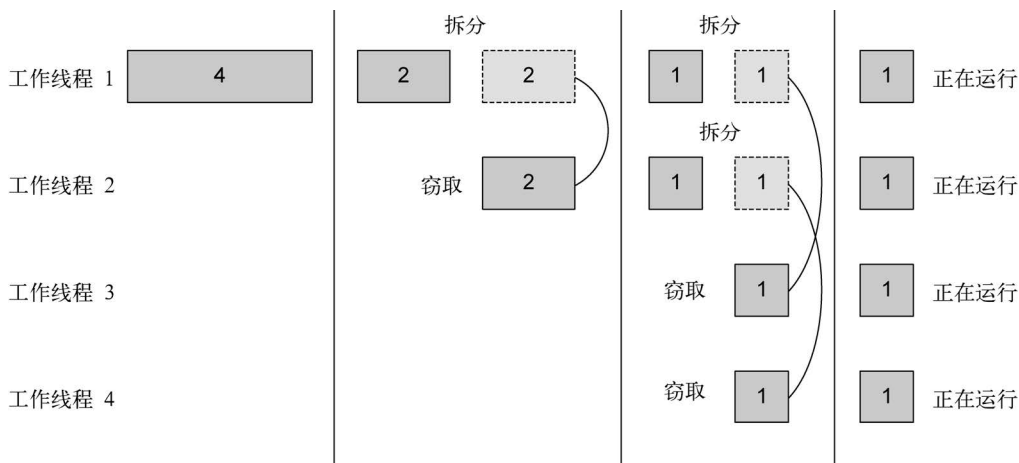 拆分 拆分
工作线程 1 4 2 2 1 1 1 正在运行
拆分
工作线程 2 窃取 2 1 1 1 正在运行
工作线程 3 窃取 1 1 正在运行
工作线程 4 窃取 1 1 正在运行